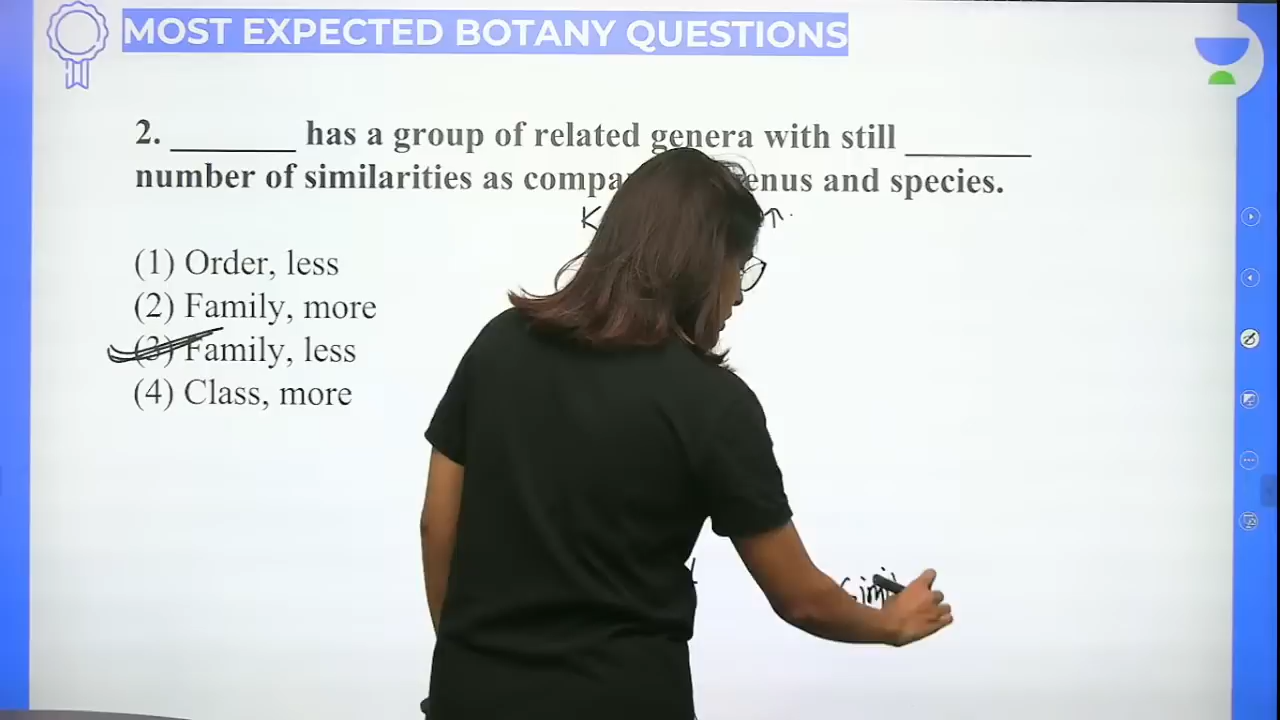 MOST EXPECTED BOTANY QUESTIONS
2. ________ has a group of related genera with still ________
number of similarities as compa enus and species.
K ↑
(1) Order, less
(2) Family, more
(3) Family, less
(4) Class, more